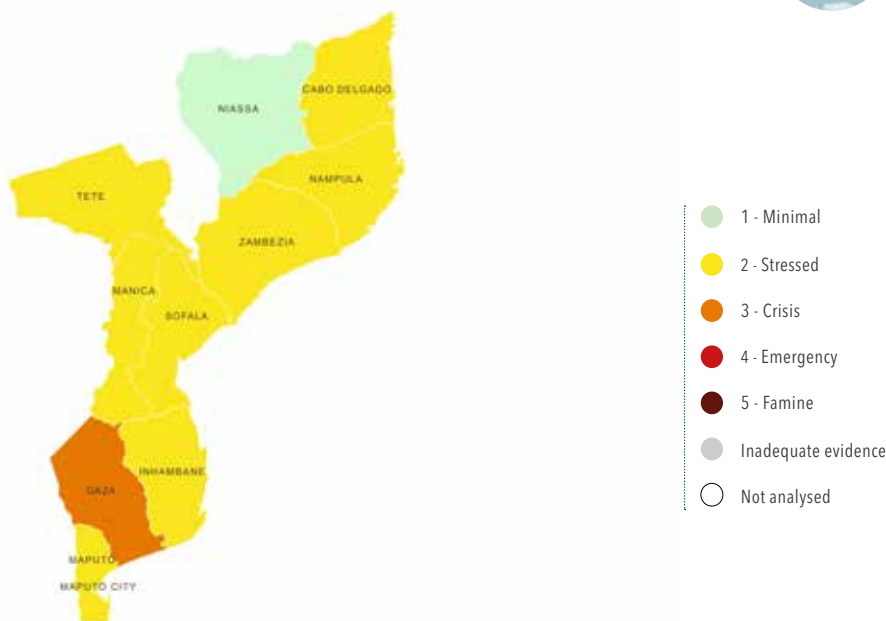 CABO DELGADO
NIASSA
NAMPULA
TETE
ZAMBEZIA
MANICA
SOFALA
INHAMBANE
GAZA
MAPUTO
MAPUTO CITY
1 - Minimal
2 - Stressed
3 - Crisis
4 - Emergency
5 - Famine
Inadequate evidence
Not analysed